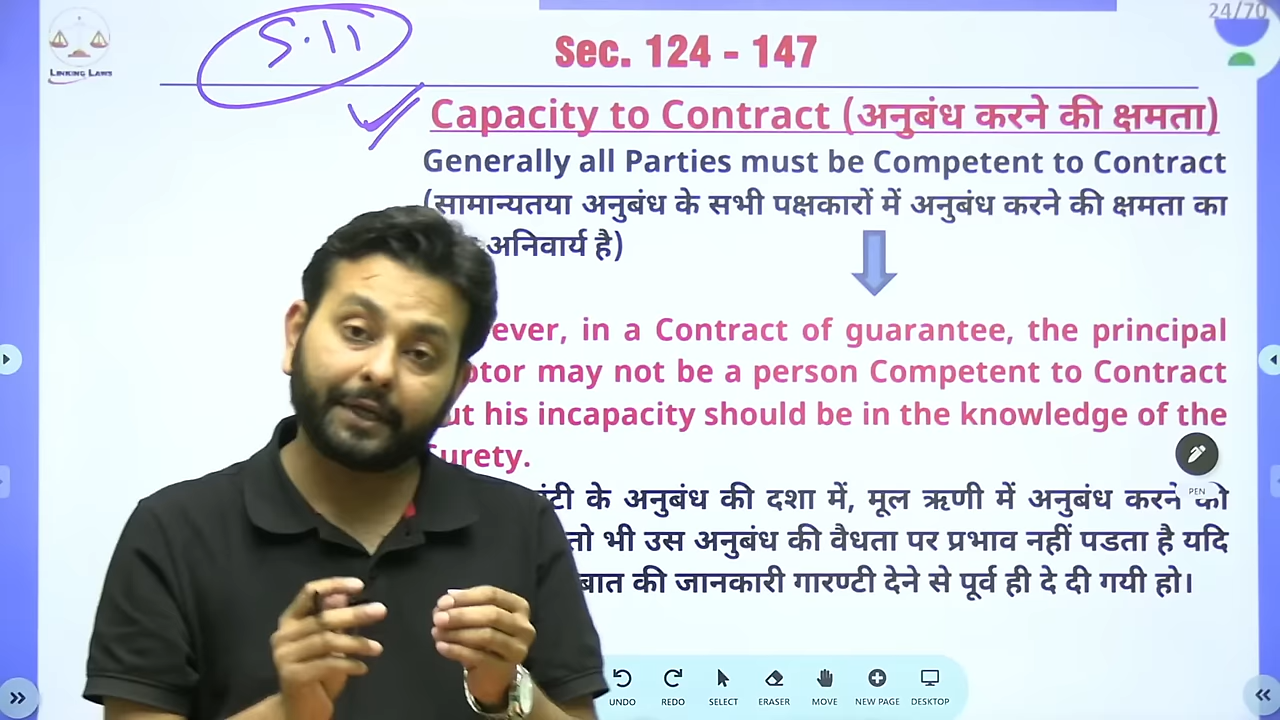 24/70
S.11
LINKING LAWS
Sec. 124 - 147
Capacity to Contract (अनुबंध करने की क्षमता)
Generally all Parties must be Competent to Contract
(सामान्यतया अनुबंध के सभी पक्षकारों में अनुबंध करने की क्षमता का
अनिवार्य है)
in a Contract of guarantee, the principal
may not be a person Competent to Contract
his incapacity should be in the knowledge of the
Surety.
के अनुबंध की दशा में, मूल ऋणी में अनुबंध करने की
तो भी उस अनुबंध की वैधता पर प्रभाव नहीं पडता है यदि
बात की जानकारी गारण्टी देने से पूर्व ही दे दी गयी हो।
PEN
UNDO REDO SELECT ERASER MOVE NEW PAGE DESKTOP